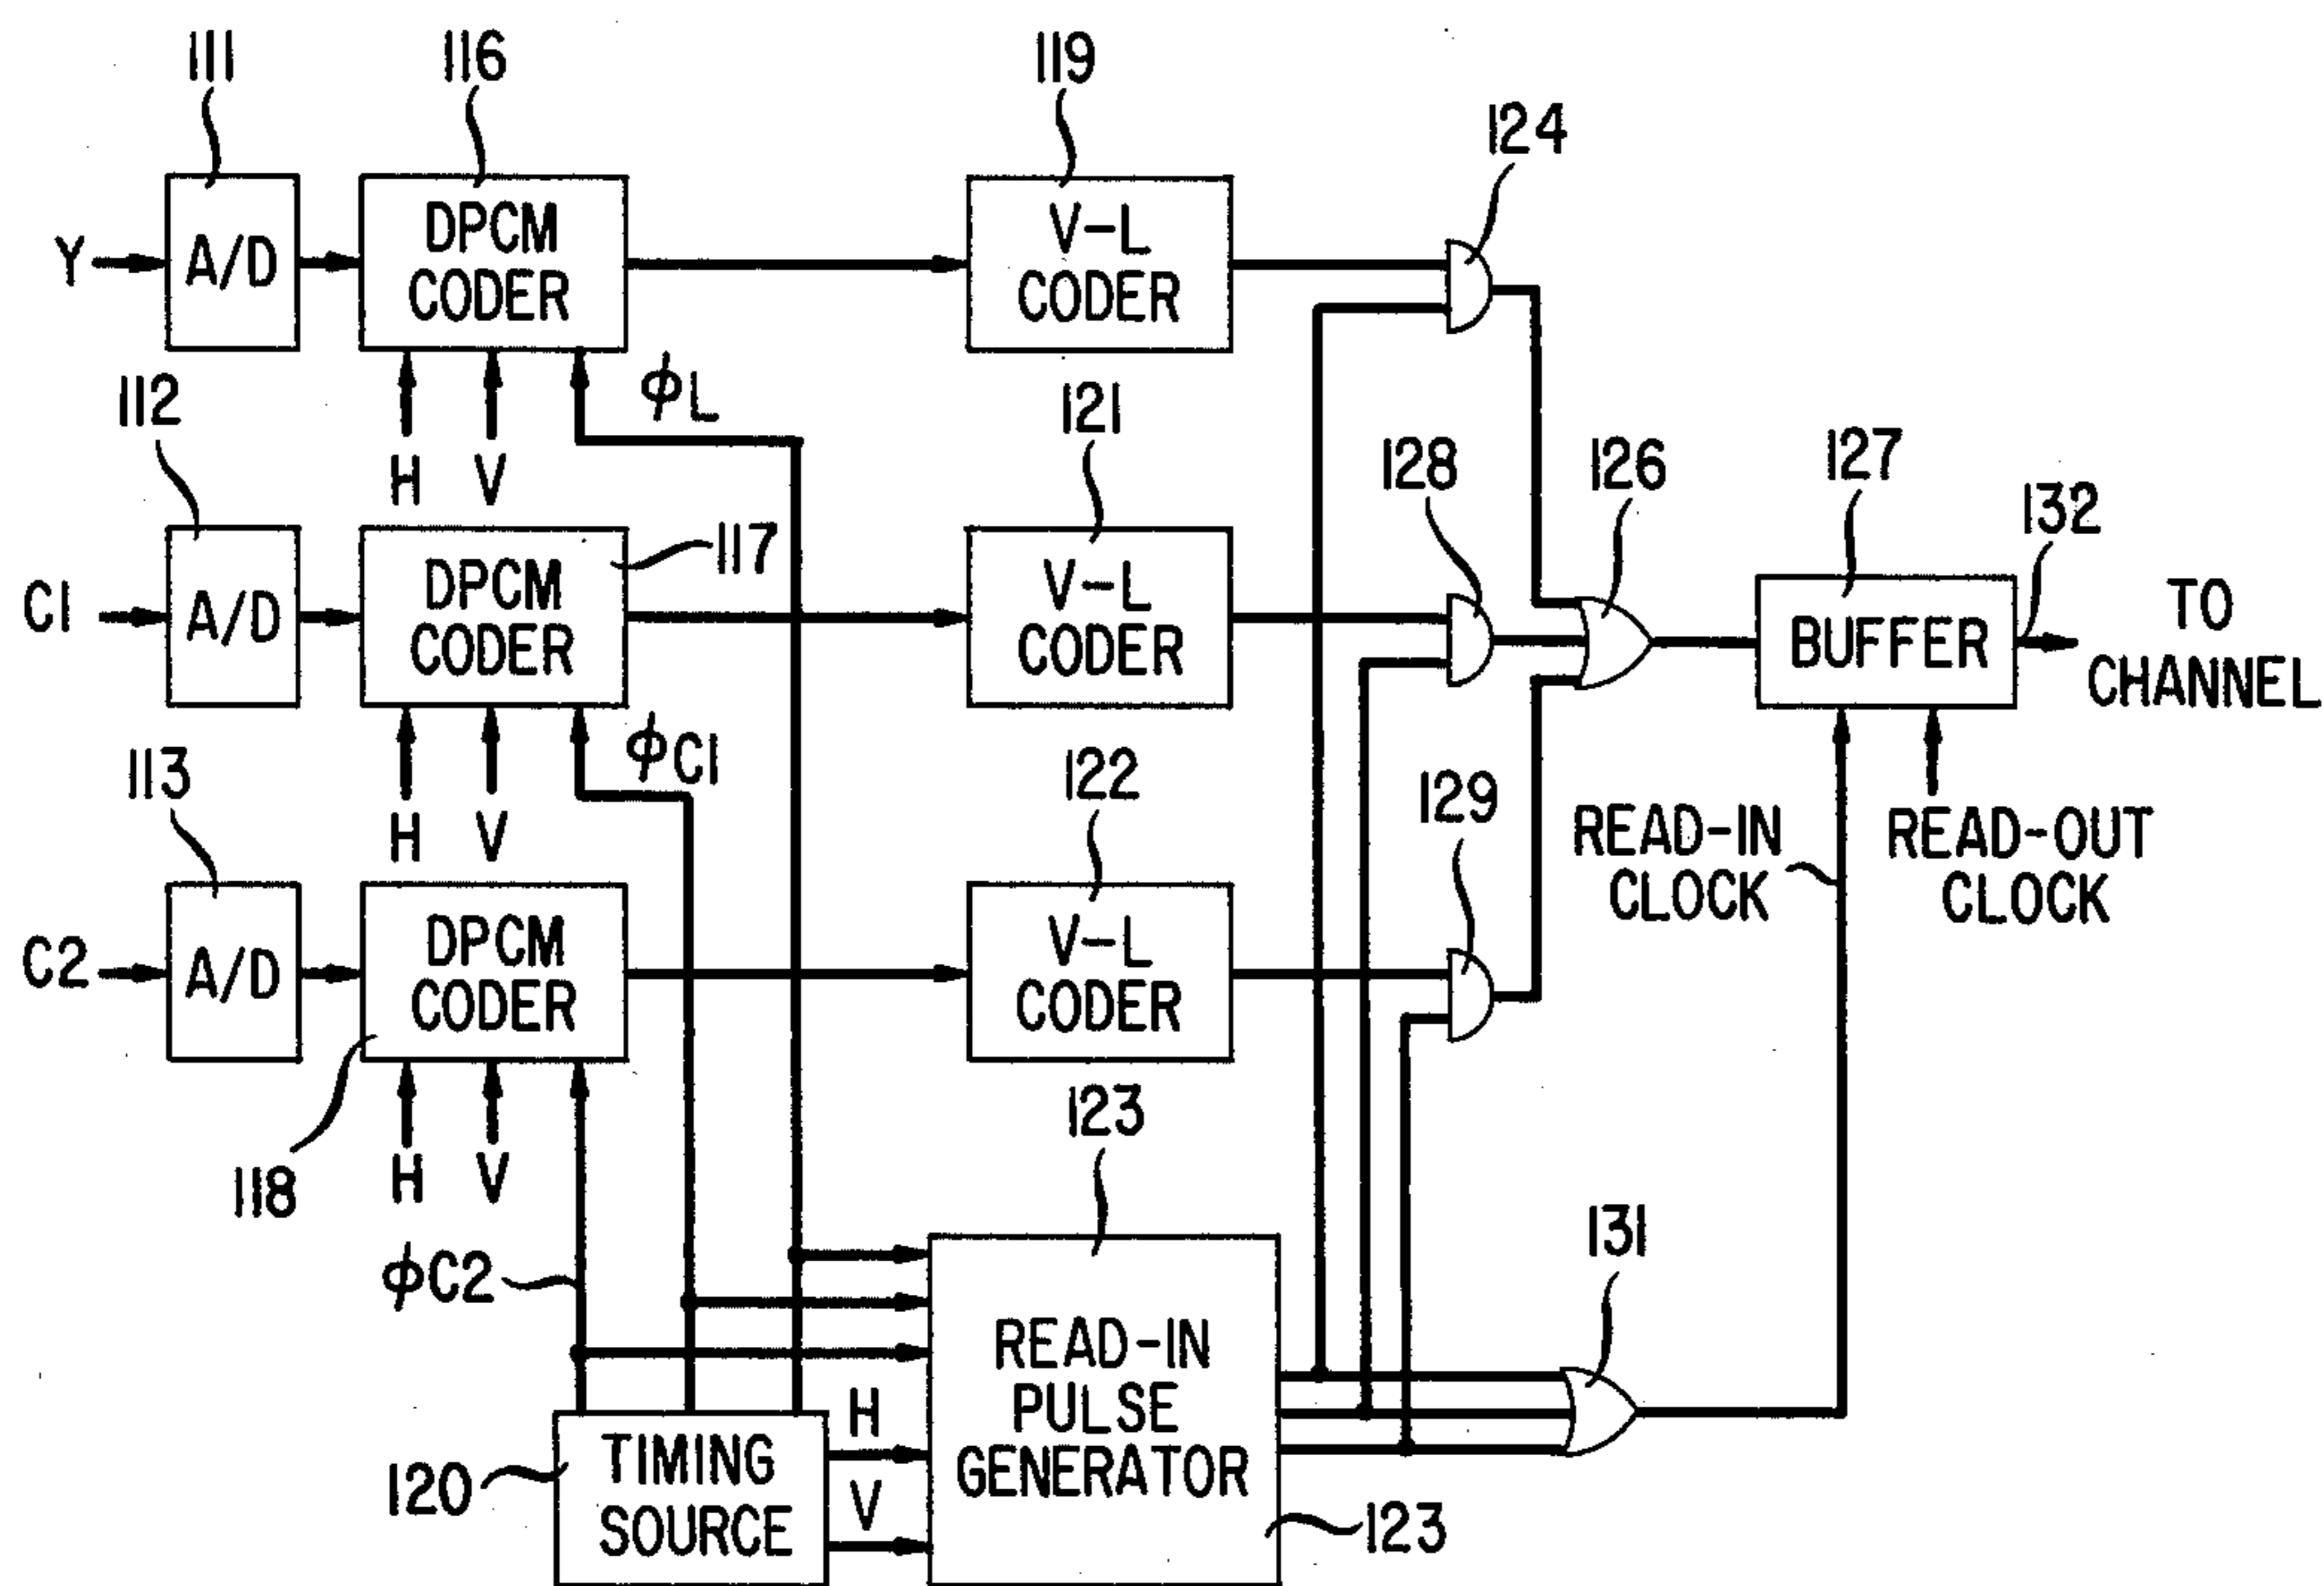 111
116
119
124
Y
A/D
DPCM
CODER
V-L
CODER
ϕL
112
H V
121
128
126
127
132
C1
A/D
DPCM
CODER
117
V-L
CODER
BUFFER
TO
CHANNEL
ϕC1
113
H V
122
129
READ-IN
CLOCK
READ-OUT
CLOCK
C2
A/D
DPCM
CODER
V-L
CODER
118
H V
123
ϕC2
131
READ-IN
PULSE
GENERATOR
H
V
120
TIMING
SOURCE
123